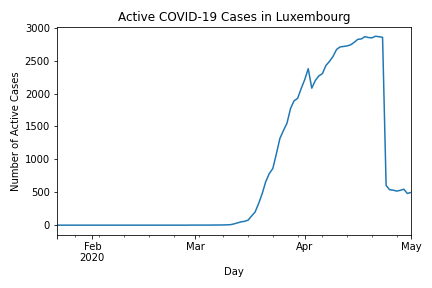 Active COVID-19 Cases in Luxembourg
Number of Active Cases
3000
2500
2000
1500
1000
500
0
Feb Mar Apr May
2020
Day